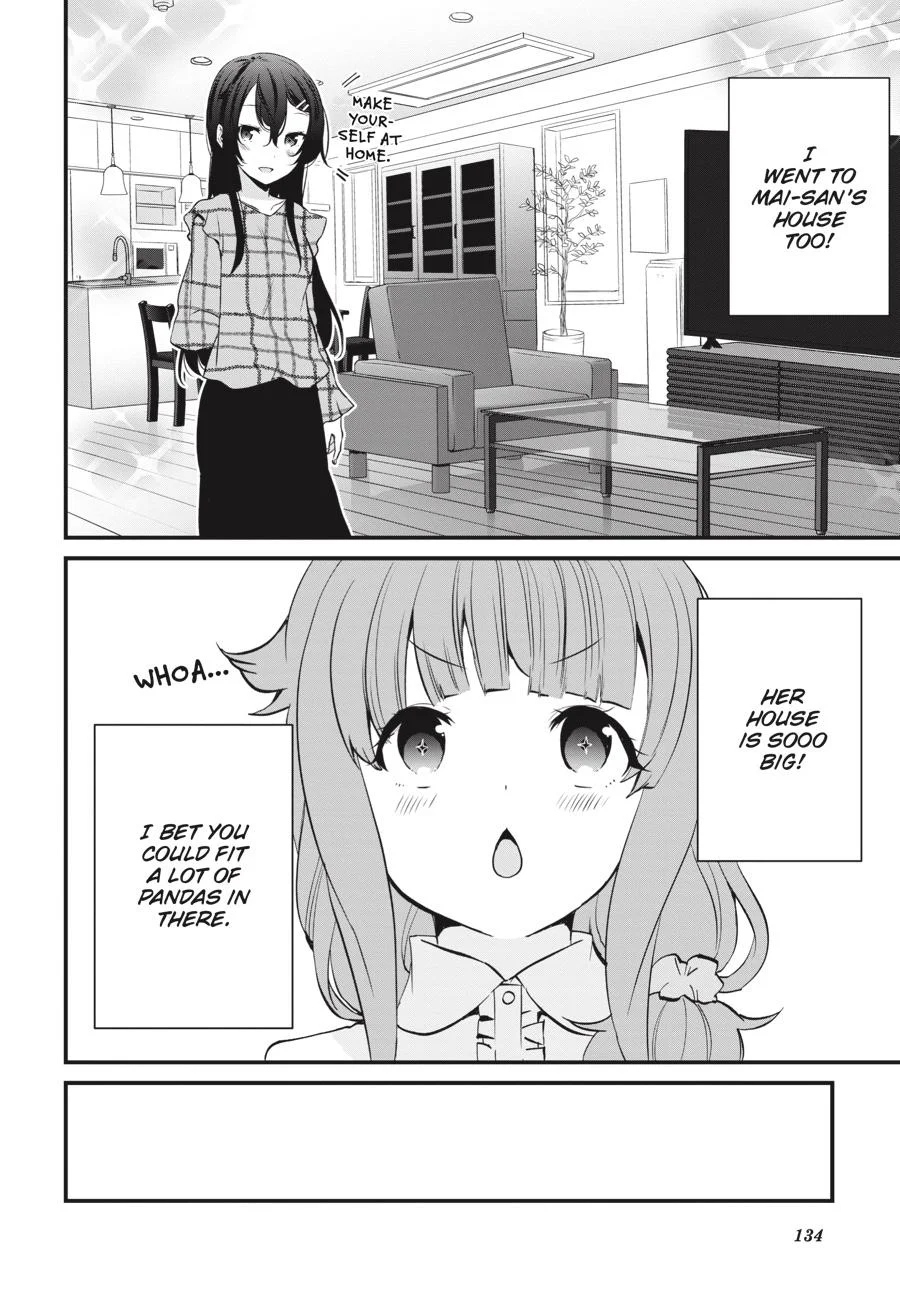 I
WENT TO
MAI-SAN'S
HOUSE
TOO!
MAKE
YOUR-
SELF AT
HOME.
HER
HOUSE
IS SOOO
BIG!
WHOA...
I BET YOU
COULD FIT
A LOT OF
PANDAS IN
THERE.
134